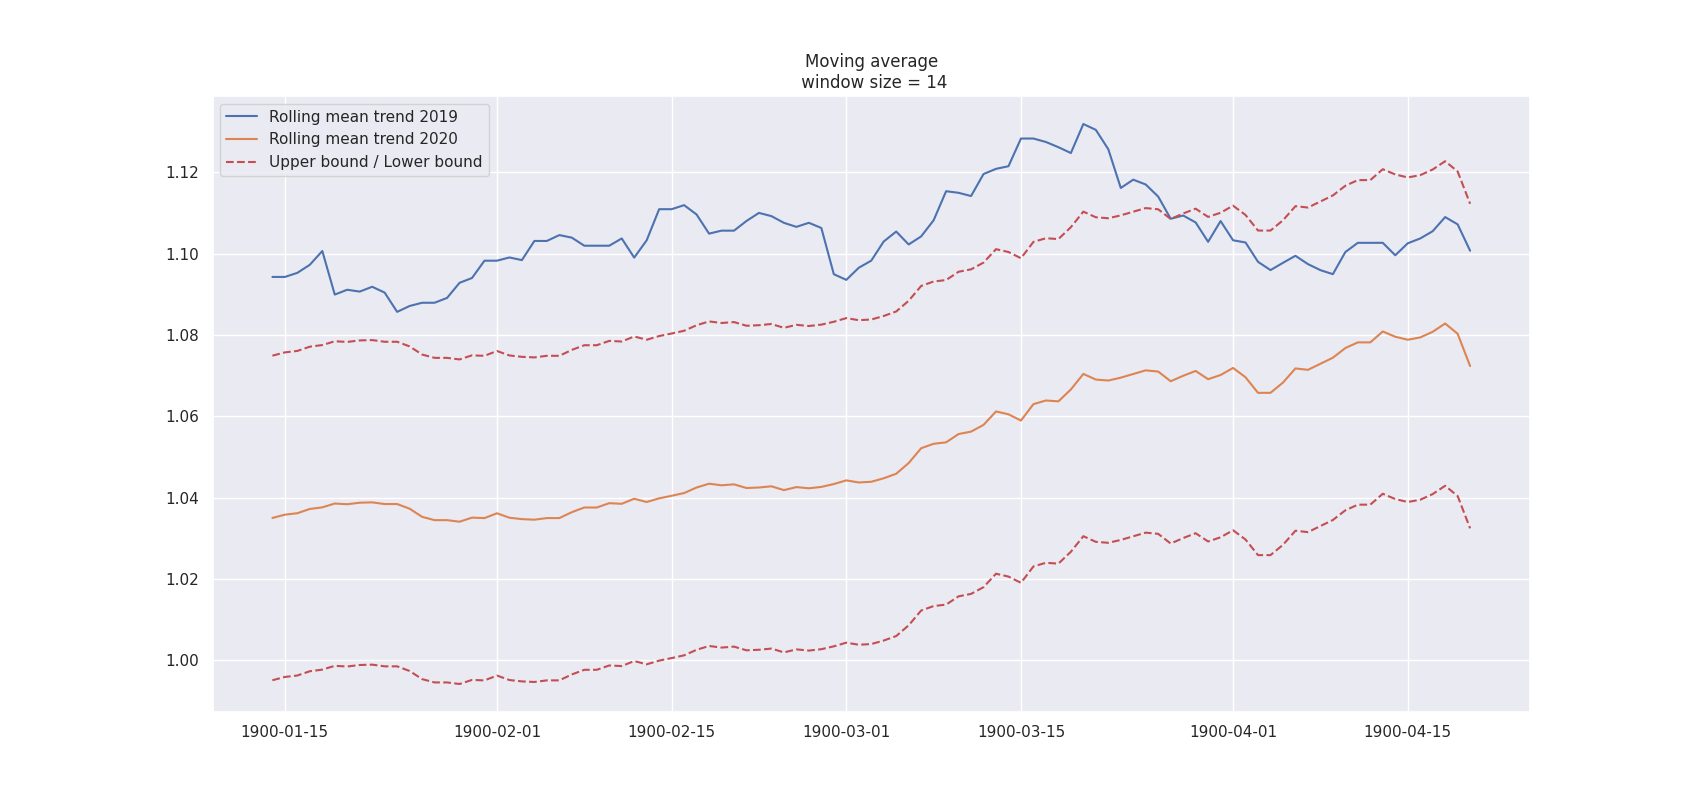 Moving average
window size = 14
Rolling mean trend 2019
Rolling mean trend 2020
Upper bound / Lower bound
1.12
1.10
1.08
1.06
1.04
1.02
1.00
1900-01-15
1900-02-01
1900-02-15
1900-03-01
1900-03-15
1900-04-01
1900-04-15